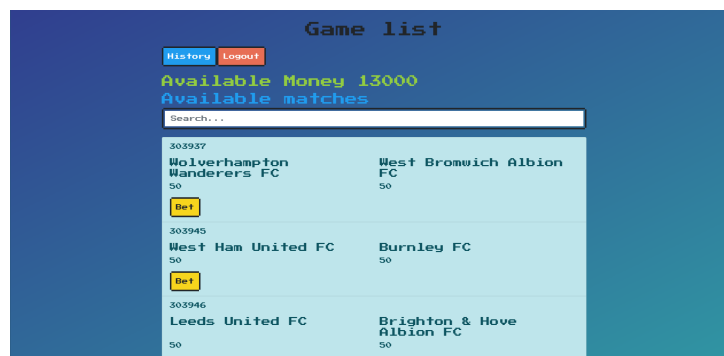 Game list
History Logout
Available Money 13000
Available matches
Search...
303937
Wolverhampton West Bromwich Albion
Wanderers FC FC
50 50
Bet
303945
West Ham United FC Burnley FC
50 50
Bet
303946
Leeds United FC Brighton & Hove
Albion FC
50 50